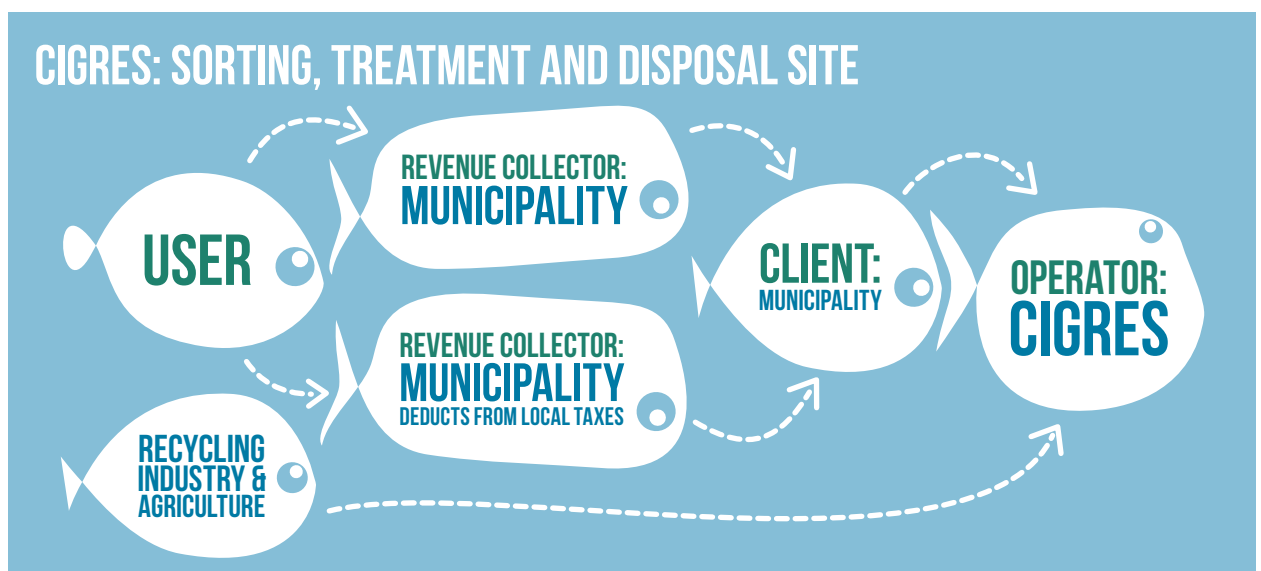 CIGRES: SORTING, TREATMENT AND DISPOSAL SITE
USER
REVENUE COLLECTOR:
MUNICIPALITY
REVENUE COLLECTOR:
MUNICIPALITY
DEDUCTS FROM LOCAL TAXES
RECYCLING
INDUSTRY &
AGRICULTURE
CLIENT:
MUNICIPALITY
OPERATOR:
CIGRES